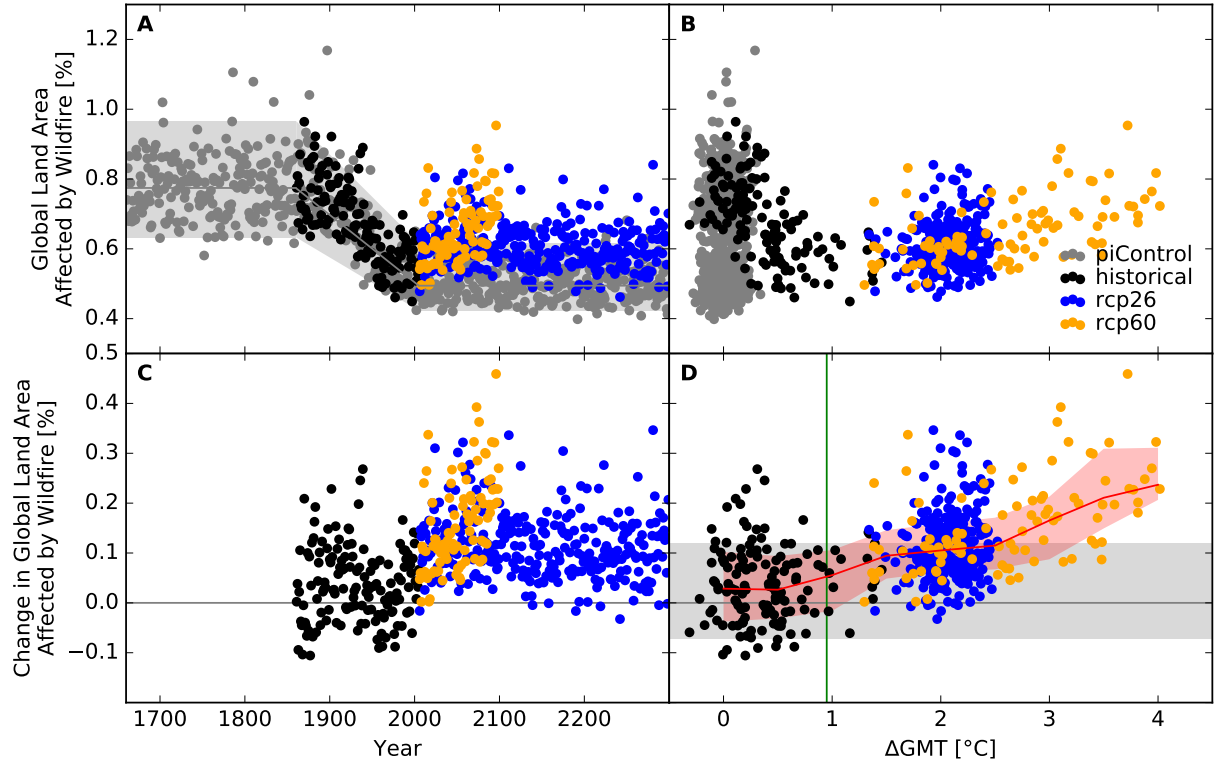 A
B
1.2
1.0
0.8
0.6
0.4
Global Land Area
Affected by Wildfire [%]
piControl
historical
rcp26
rcp60
C
D
0.5
0.4
0.3
0.2
0.1
0.0
−0.1
Change in Global Land Area
Affected by Wildfire [%]
1700 1800 1900 2000 2100 2200
0 1 2 3 4
Year
ΔGMT [°C]